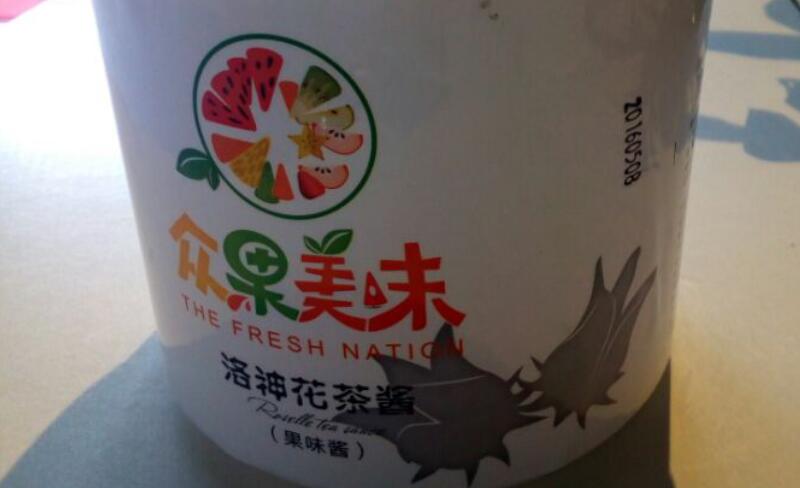 众果美味
THE FRESH NATION
洛神花茶酱
Roselle tea sauce
(果味酱)
20160508